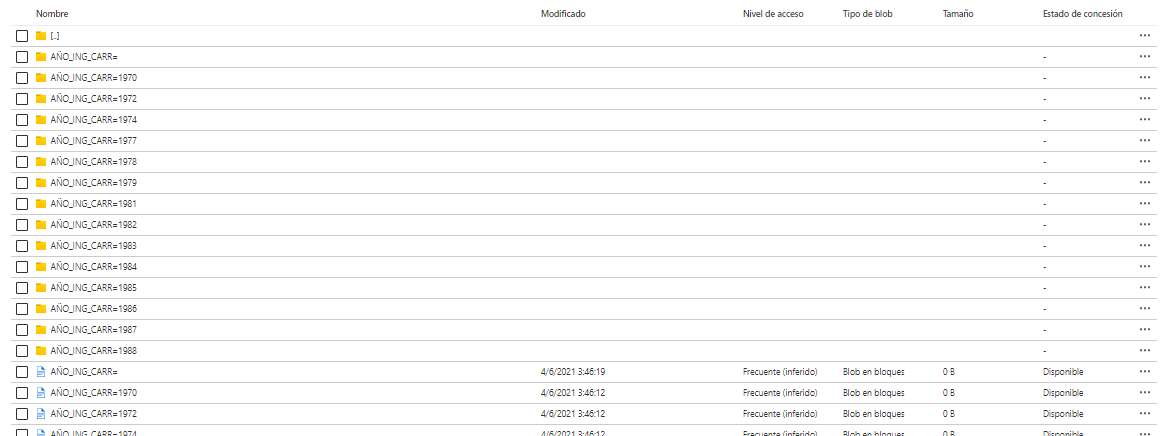 Nombre Modificado Nivel de acceso Tipo de blob Tamaño Estado de concesión
[..]
AÑO_ING_CARR= -
AÑO_ING_CARR=1970 -
AÑO_ING_CARR=1972 -
AÑO_ING_CARR=1974 -
AÑO_ING_CARR=1977 -
AÑO_ING_CARR=1978 -
AÑO_ING_CARR=1979 -
AÑO_ING_CARR=1981 -
AÑO_ING_CARR=1982 -
AÑO_ING_CARR=1983 -
AÑO_ING_CARR=1984 -
AÑO_ING_CARR=1985 -
AÑO_ING_CARR=1986 -
AÑO_ING_CARR=1987 -
AÑO_ING_CARR=1988 -
AÑO_ING_CARR= 4/6/2021 3:46:19 Frecuente (inferido) Blob en bloques 0 B Disponible
AÑO_ING_CARR=1970 4/6/2021 3:46:12 Frecuente (inferido) Blob en bloques 0 B Disponible
AÑO_ING_CARR=1972 4/6/2021 3:46:12 Frecuente (inferido) Blob en bloques 0 B Disponible
AÑO_ING_CARR=1974 4/6/2021 3:46:12 Frecuente (inferido) Blob en bloques 0 B Disponible